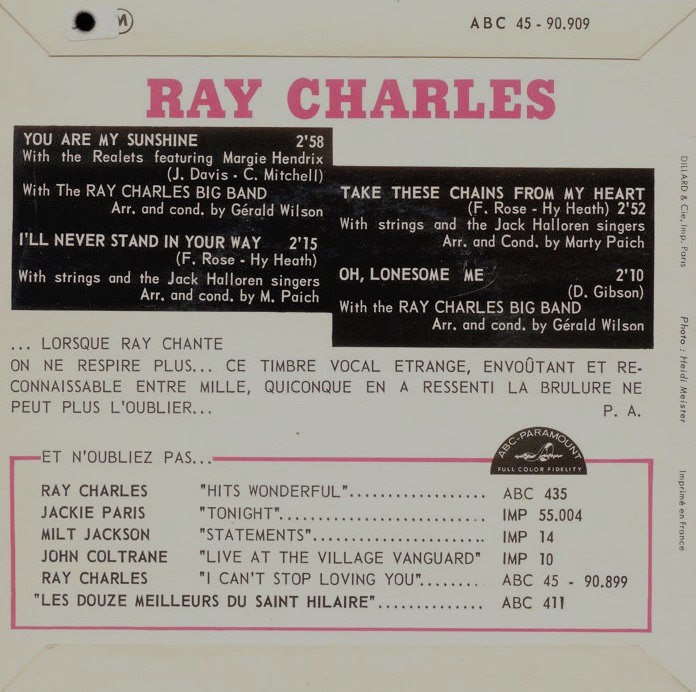 M
ABC 45 - 90.909
RAY CHARLES
YOU ARE MY SUNSHINE 2'58
With the Realets featuring Margie Hendrix
(J. Davis - C. Mitchell)
With The RAY CHARLES BIG BAND
Arr. and cond. by Gérald Wilson
I'LL NEVER STAND IN YOUR WAY 2'15
(F. Rose - Hy Heath)
With strings and the Jack Halloren singers
Arr. and cond. by M. Paich
TAKE THESE CHAINS FROM MY HEART
(F. Rose - Hy Heath) 2'52
With strings and the Jack Halloren singers
Arr. and Cond. by Marty Paich
OH, LONESOME ME 2'10
(D. Gibson)
With the RAY CHARLES BIG BAND
Arr. and cond. by Gérald Wilson
... LORSQUE RAY CHANTE
ON NE RESPIRE PLUS... CE TIMBRE VOCAL ETRANGE, ENVOÛTANT ET RE-
CONNAISSABLE ENTRE MILLE, QUICONQUE EN A RESSENTI LA BRULURE NE
PEUT PLUS L'OUBLIER... P. A.
ABC-PARAMOUNT
FULL COLOR FIDELITY
ET N'OUBLIEZ PAS...
RAY CHARLES "HITS WONDERFUL"................... ABC 435
JACKIE PARIS "TONIGHT"............................ IMP 55.004
MILT JACKSON "STATEMENTS"........................ IMP 14
JOHN COLTRANE "LIVE AT THE VILLAGE VANGUARD" IMP 10
RAY CHARLES "I CAN'T STOP LOVING YOU"........ ABC 45 - 90.899
"LES DOUZE MEILLEURS DU SAINT HILAIRE".............. ABC 411
DILLARD & Cie, Imp. Paris
Photo : Heidi Meister
Imprimé en France